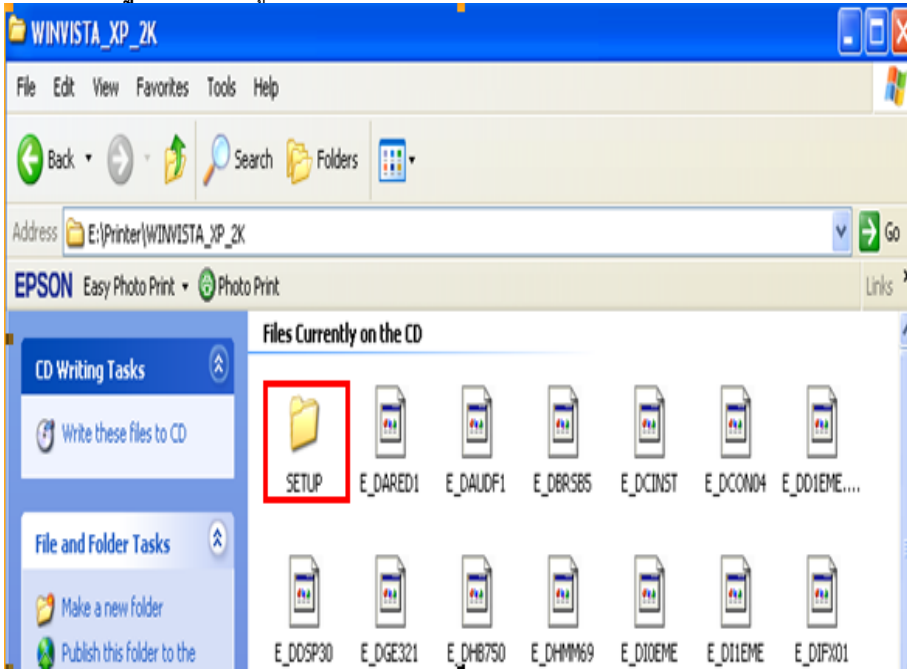 WINVISTA_XP_2K
File Edit View Favorites Tools Help
Back Search Folders
Address E:\Printer\WINVISTA_XP_2K Go
EPSON Easy Photo Print Photo Print Links
Files Currently on the CD
CD Writing Tasks
Write these files to CD
SETUP E_DARED1 E_DAUDF1 E_DBRSB5 E_DCINST E_DCON04 E_DD1EME....
File and Folder Tasks
Make a new folder
Publish this folder to the
E_DDSP30 E_DGE321 E_DHB750 E_DHMM69 E_DI0EME E_DI1EME E_DIFX01